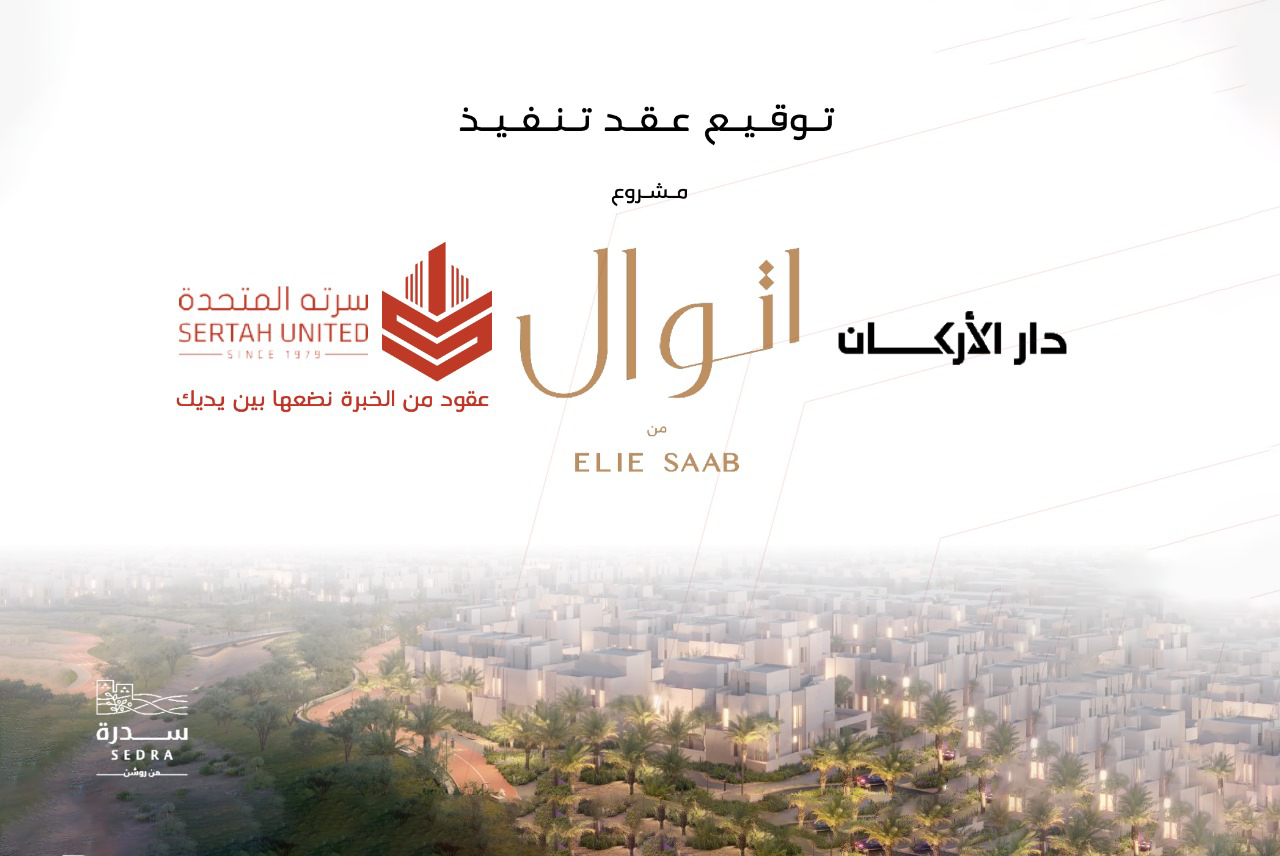 توقيع عقد تنفيذ
مشروع
دار الأركان
اتوال
من
ELIE SAAB
سرته المتحدة
SERTAH UNITED
SINCE 1979
عقود من الخبرة نضعها بين يديك
سدرة
SEDRA
من روشن